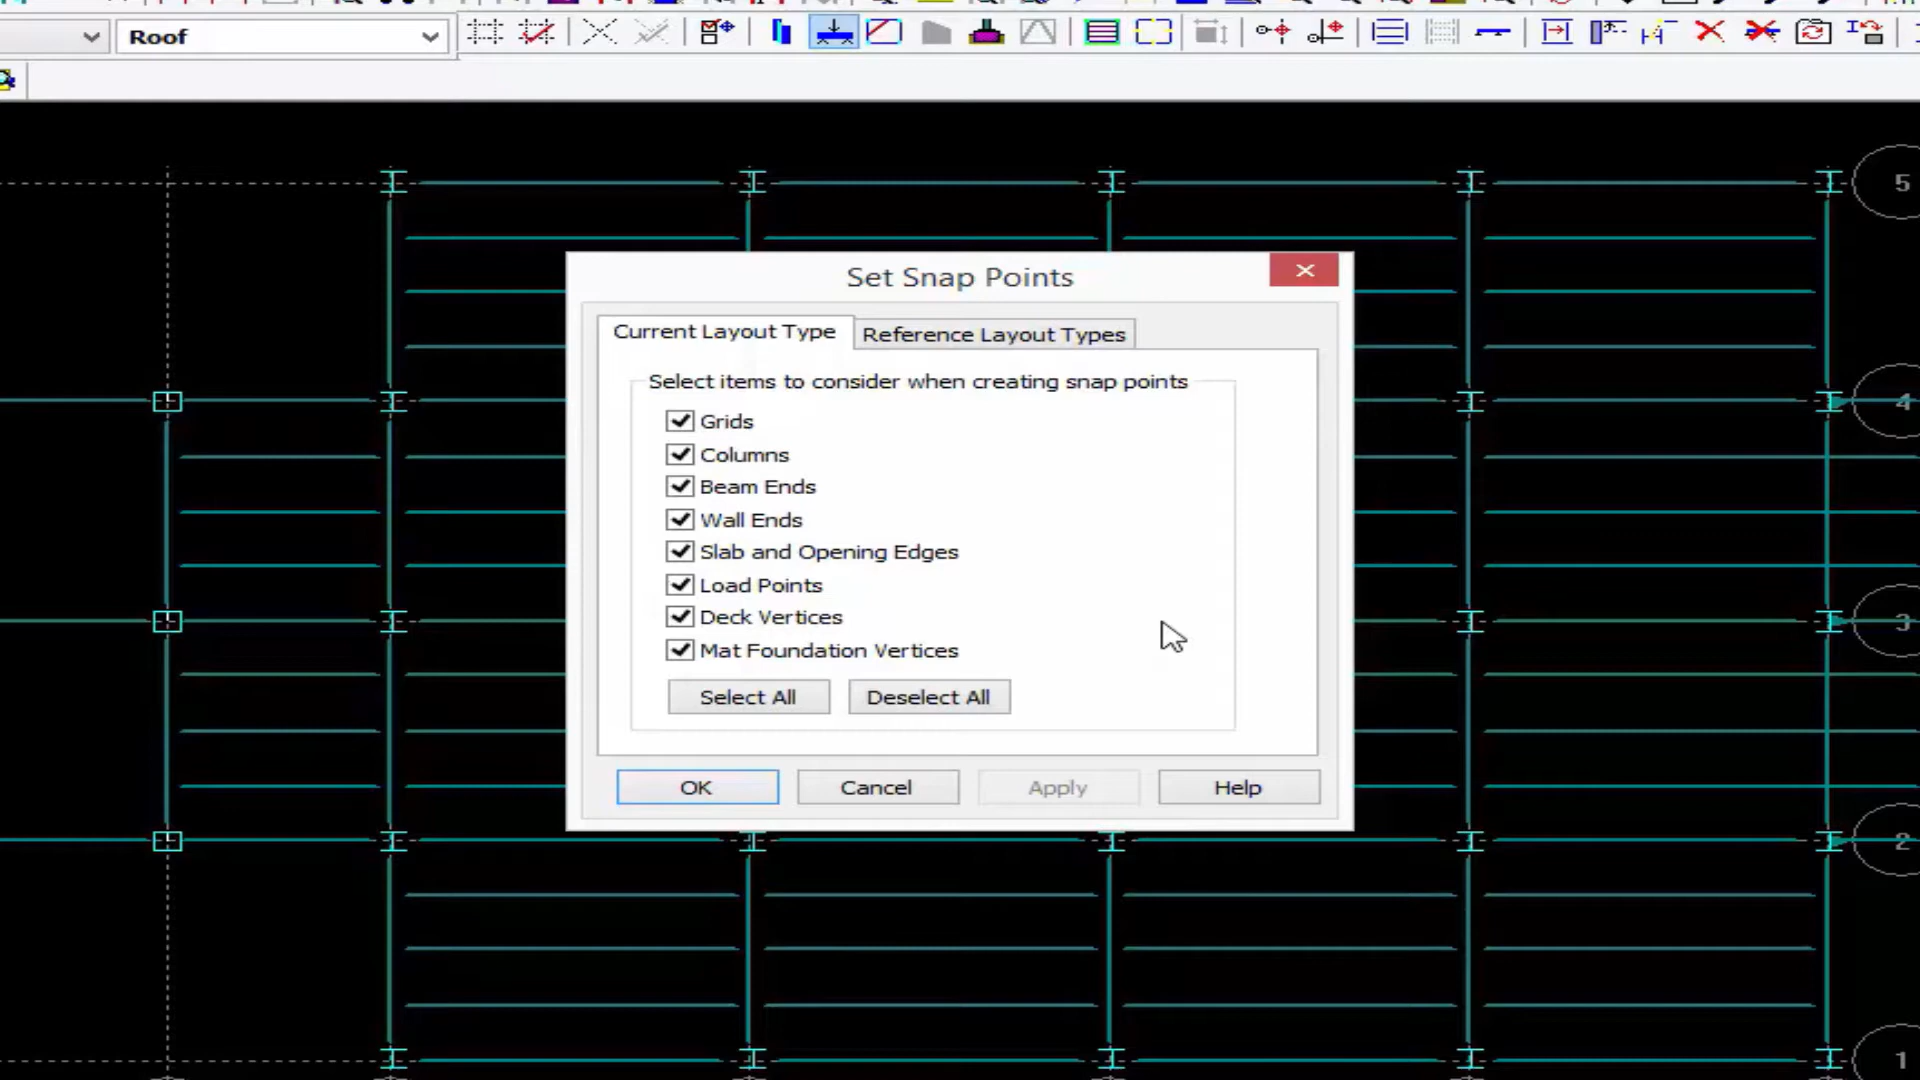 Roof
5
Set Snap Points
Current Layout Type
Reference Layout Types
Select items to consider when creating snap points
Grids
4
Columns
Beam Ends
Wall Ends
Slab and Opening Edges
Load Points
Deck Vertices
3
Mat Foundation Vertices
Select All
Deselect All
OK
Cancel
Apply
Help
2
1